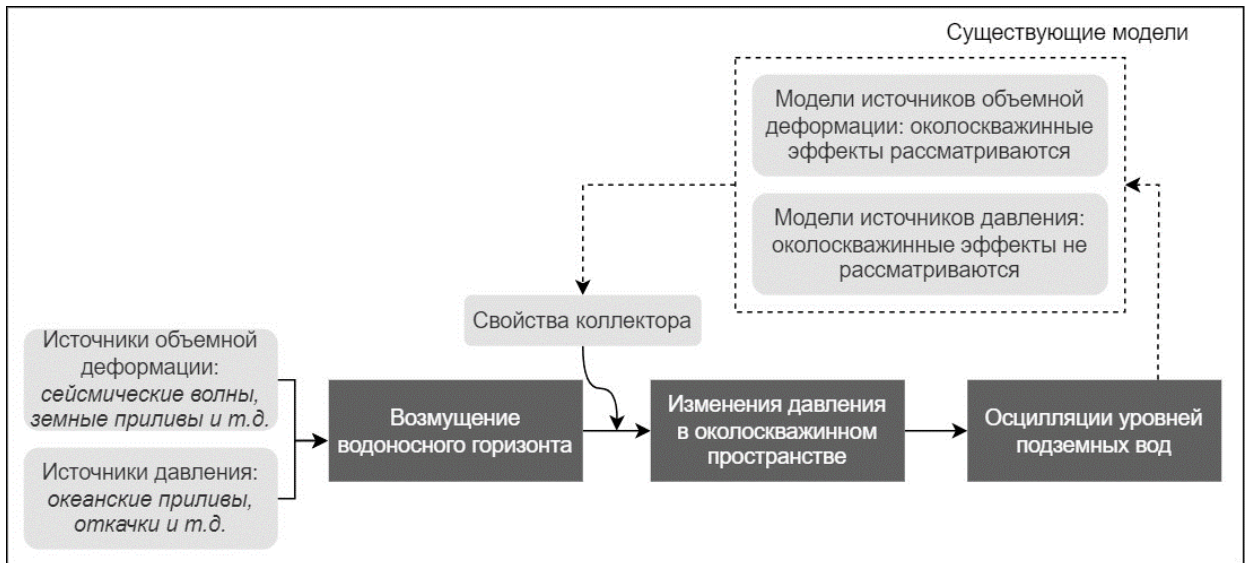 Существующие модели
Модели источников объемной
деформации: околоскважинные
эффекты рассматриваются
Модели источников давления:
околоскважинные эффекты не
рассматриваются
Свойства коллектора
Источники объемной
деформации:
сейсмические волны,
земные приливы и т.д.
Источники давления:
океанские приливы,
откачки и т.д.
Возмущение
водоносного горизонта
Изменения давления
в околоскважинном
пространстве
Осцилляции уровней
подземных вод